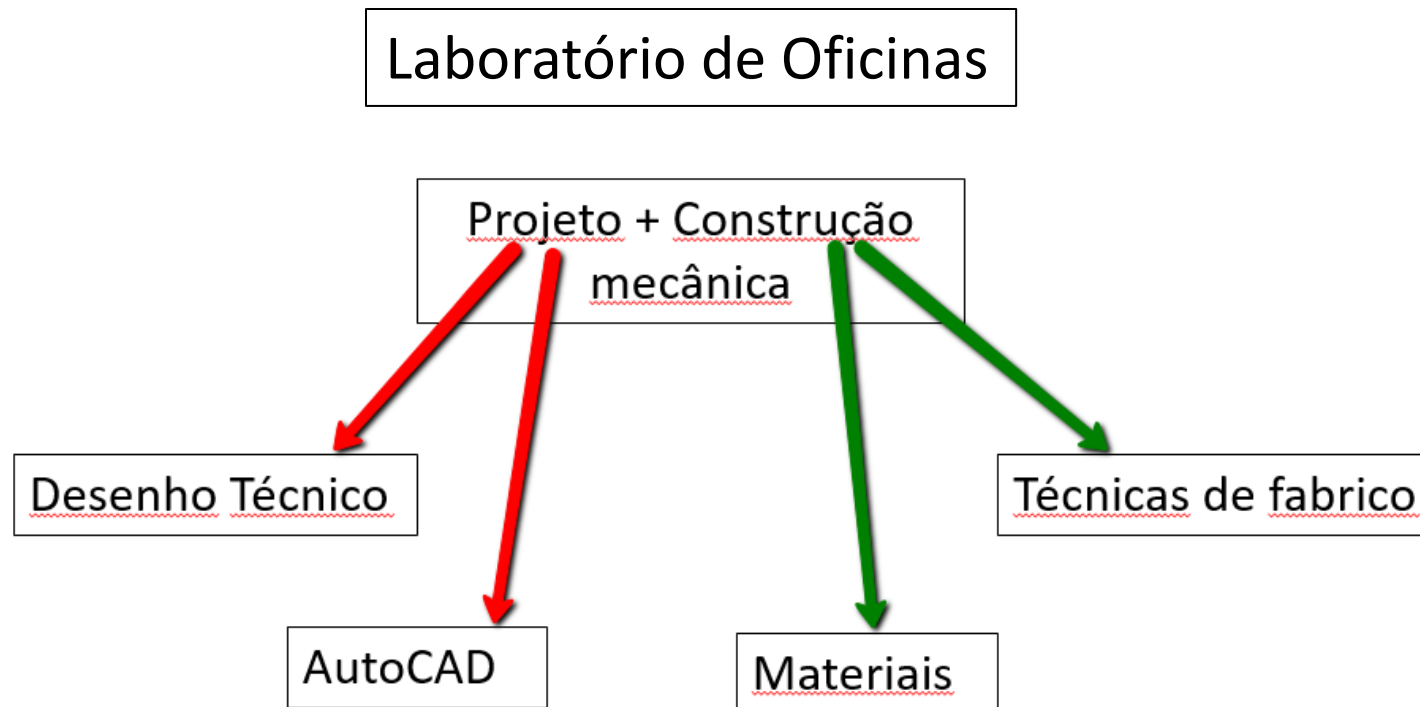 Laboratório de Oficinas
Projeto + Construção
mecânica
Desenho Técnico
Técnicas de fabrico
AutoCAD
Materiais